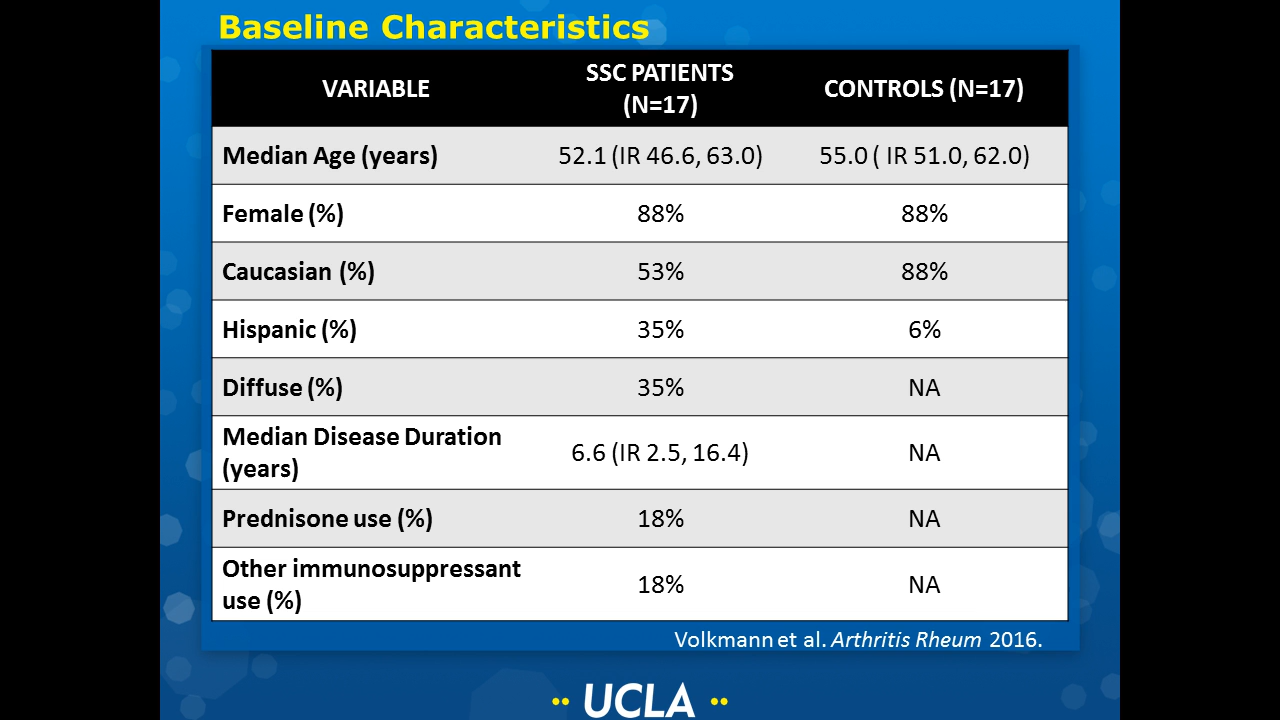 Baseline Characteristics
VARIABLE
SSC PATIENTS
(N=17)
CONTROLS (N=17)
Median Age (years)
52.1 (IR 46.6, 63.0)
55.0 ( IR 51.0, 62.0)
Female (%)
88%
88%
Caucasian (%)
53%
88%
Hispanic (%)
35%
6%
Diffuse (%)
35%
NA
Median Disease Duration
(years)
6.6 (IR 2.5, 16.4)
NA
Prednisone use (%)
18%
NA
Other immunosuppressant
use (%)
18%
NA
Volkmann et al. Arthritis Rheum 2016.
UCLA